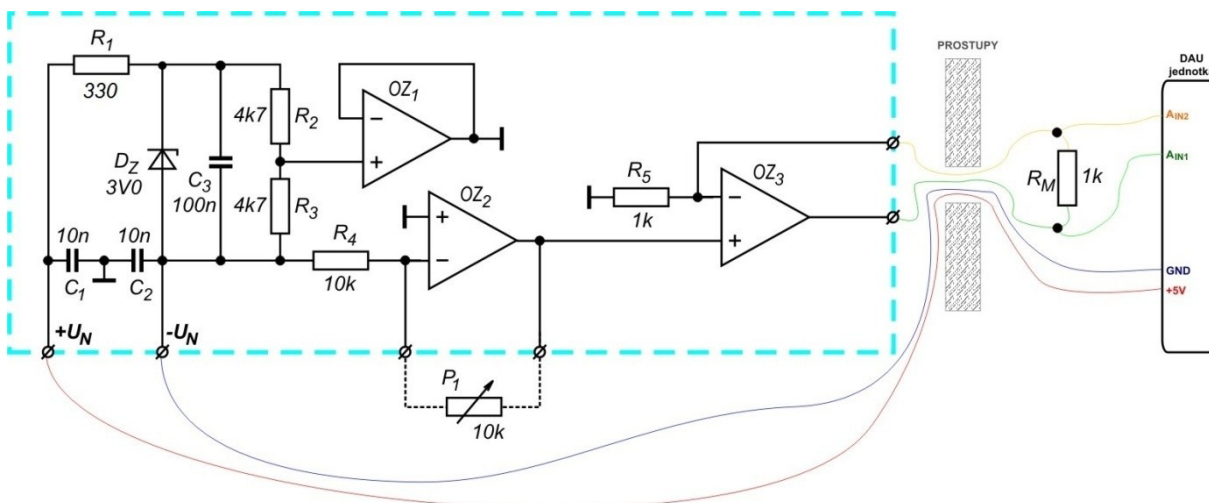 R1
330
DZ
3V0
C3
100n
4k7
R2
4k7
R3
OZ1
-
+
10n
C1
10n
C2
R4
10k
OZ2
+
-
R5
1k
OZ3
-
+
+UN
-UN
P1
10k
PROSTUPY
RM
1k
DAU
jednotka
AIN2
AIN1
GND
+5V